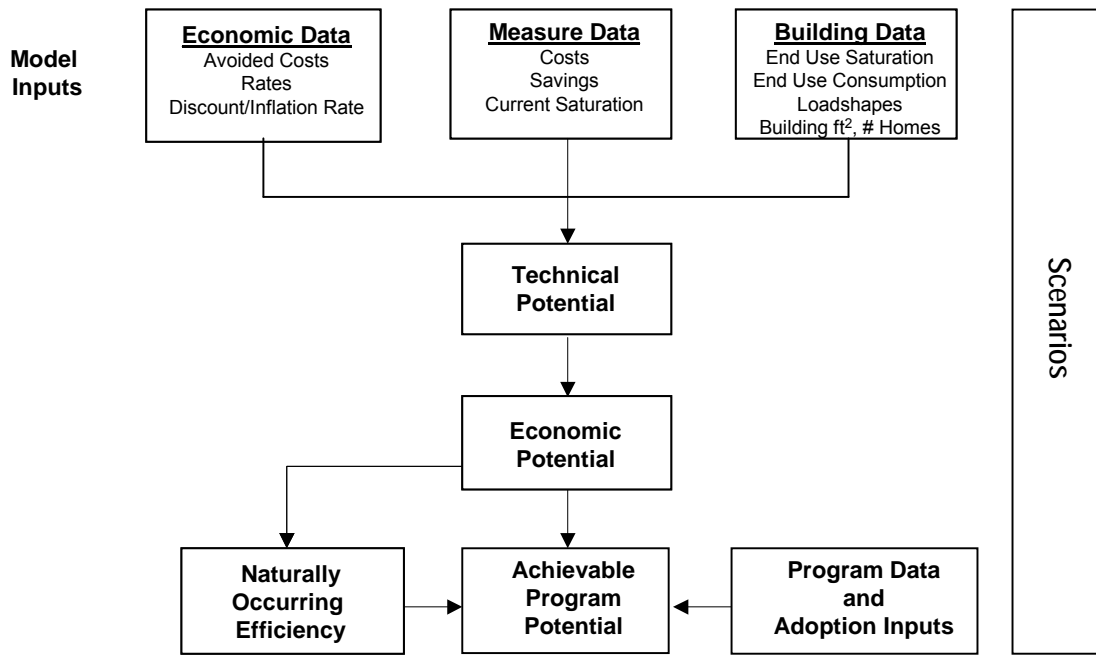 Model
Inputs
Economic Data
Avoided Costs
Rates
Discount/Inflation Rate
Measure Data
Costs
Savings
Current Saturation
Building Data
End Use Saturation
End Use Consumption
Loadshapes
Building ft², # Homes
Technical
Potential
Economic
Potential
Naturally
Occurring
Efficiency
Achievable
Program
Potential
Program Data
and
Adoption Inputs
Scenarios